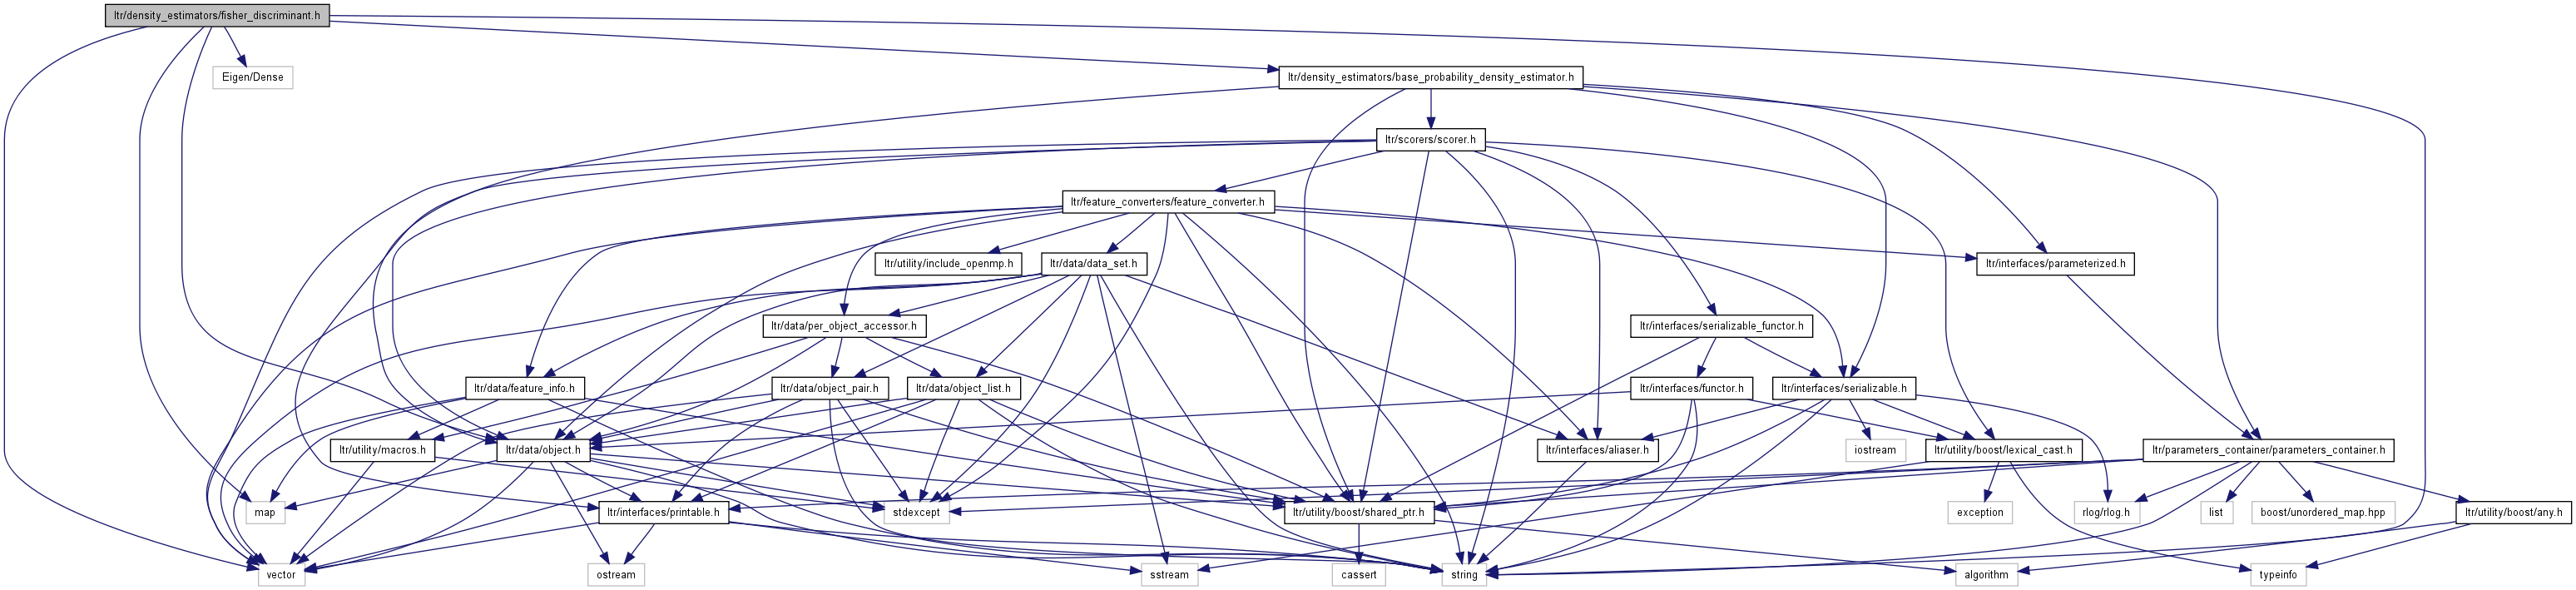 ltr/density_estimators/fisher_discriminant.h
Eigen/Dense
ltr/density_estimators/base_probability_density_estimator.h
ltr/scorers/scorer.h
ltr/feature_converters/feature_converter.h
ltr/utility/include_openmp.h
ltr/data/data_set.h
ltr/interfaces/parameterized.h
ltr/data/per_object_accessor.h
ltr/interfaces/serializable_functor.h
ltr/data/feature_info.h
ltr/data/object_pair.h
ltr/data/object_list.h
ltr/interfaces/functor.h
ltr/interfaces/serializable.h
ltr/utility/macros.h
ltr/data/object.h
ltr/interfaces/aliaser.h
iostream
ltr/utility/boost/lexical_cast.h
ltr/parameters_container/parameters_container.h
map
ltr/interfaces/printable.h
stdexcept
ltr/utility/boost/shared_ptr.h
exception
rlog/rlog.h
list
boost/unordered_map.hpp
ltr/utility/boost/any.h
vector
ostream
sstream
cassert
string
algorithm
typeinfo